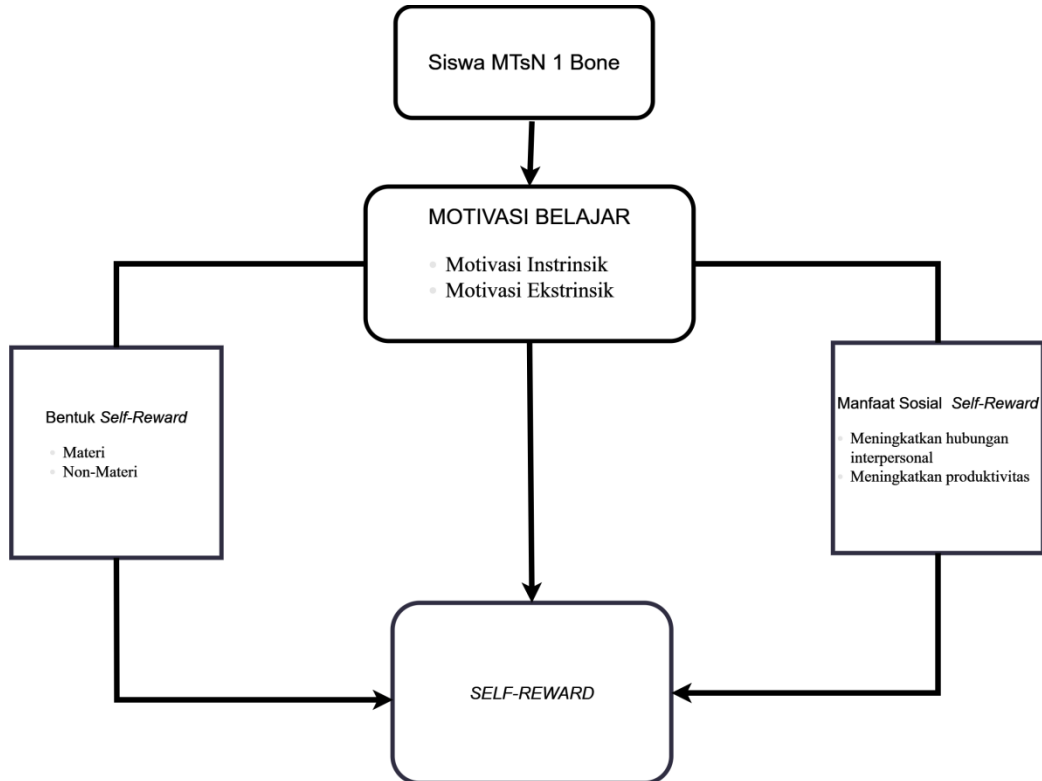 Siswa MTsN 1 Bone
MOTIVASI BELAJAR
Motivasi Instrinsik
Motivasi Ekstrinsik
Bentuk Self-Reward
Materi
Non-Materi
Manfaat Sosial Self-Reward
Meningkatkan hubungan
interpersonal
Meningkatkan produktivitas
SELF-REWARD